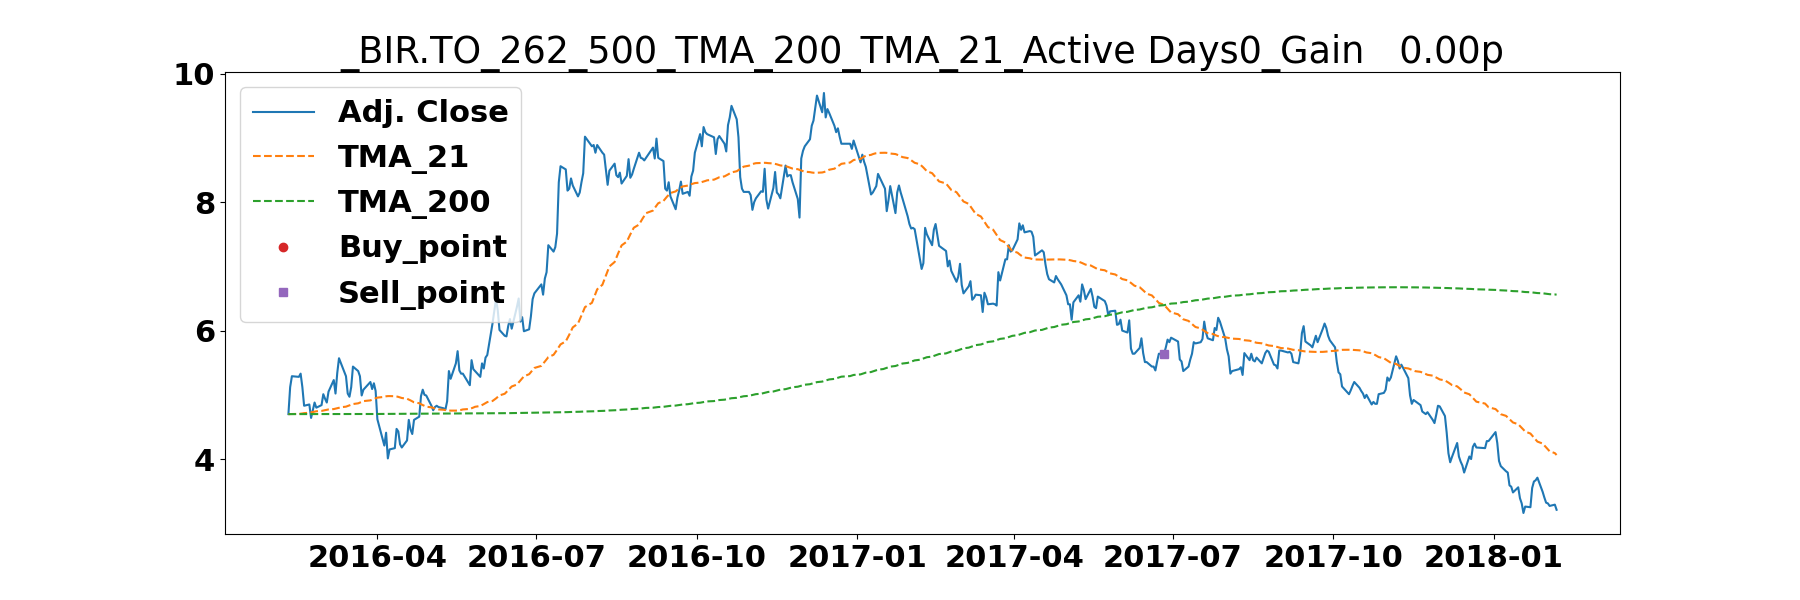 _BIR.TO_262_500_TMA_200_TMA_21_Active Days0_Gain   0.00p
10
8
6
4
Adj. Close
TMA_21
TMA_200
Buy_point
Sell_point
2016-04 2016-07 2016-10 2017-01 2017-04 2017-07 2017-10 2018-01